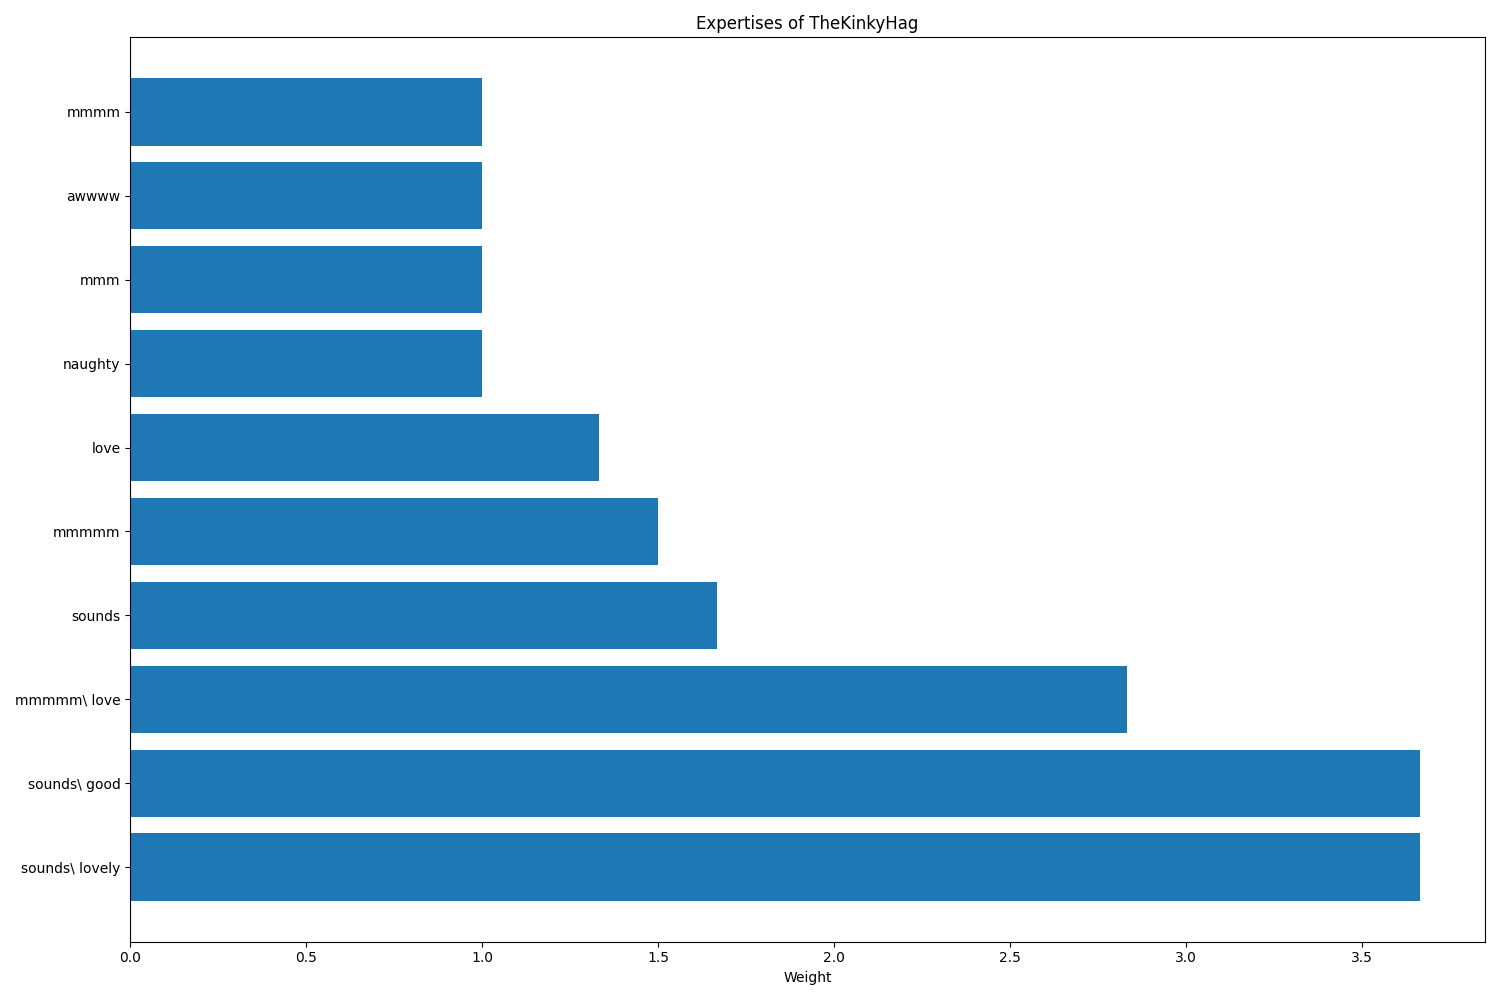 Expertises of TheKinkyHag
mmmm
awwww
mmm
naughty
love
mmmmm
sounds
mmmmm\ love
sounds\ good
sounds\ lovely
0.0 0.5 1.0 1.5 2.0 2.5 3.0 3.5
Weight